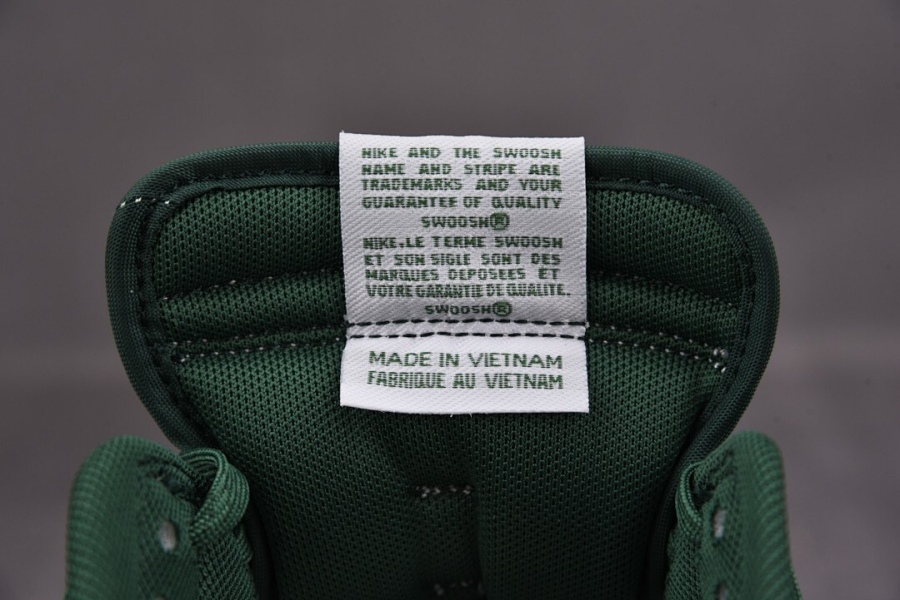 NIKE AND THE SWOOSH
NAME AND STRIPE ARE
TRADEMARKS AND YOUR
GUARANTEE OF QUALITY
SWOOSH®
NIKE,LE TERME SWOOSH
ET SON SIGLE SONT DES
MARQUES DEPOSEES ET
VOTRE GARANTIE DE QUALITE.
SWOOSH®
MADE IN VIETNAM
FABRIQUE AU VIETNAM